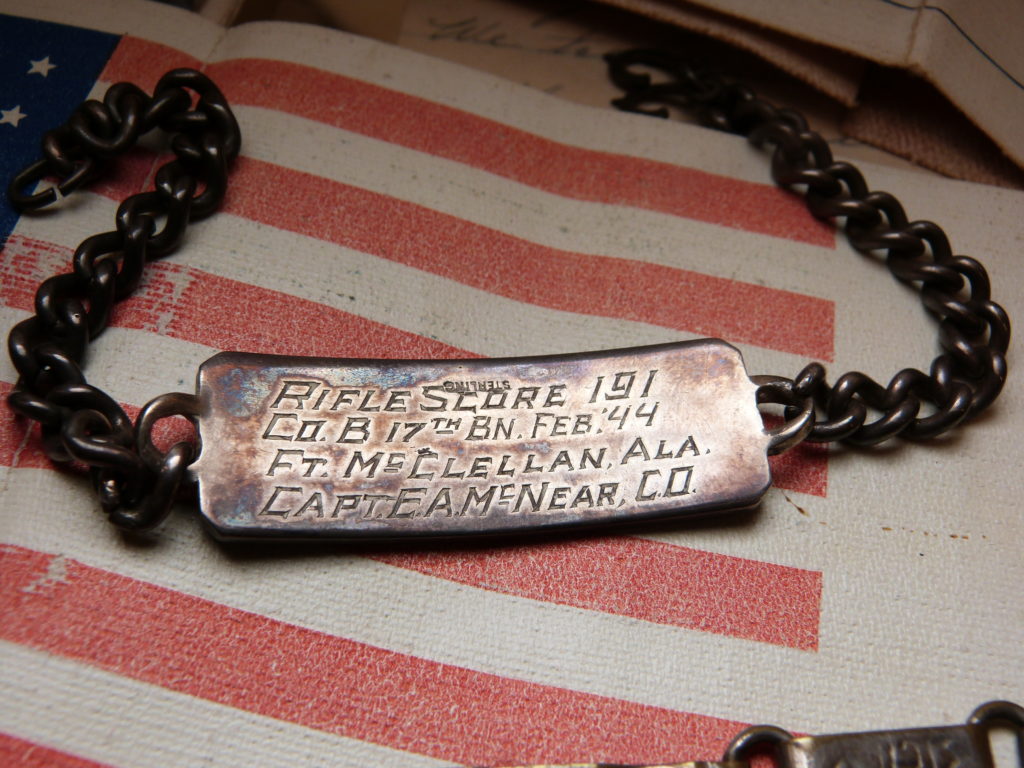 STERLING
RIFLE SCORE 191
CO. B 17TH BN. FEB. '44
FT. McCLELLAN, ALA.
CAPT. E.A. McNEAR, C.O.